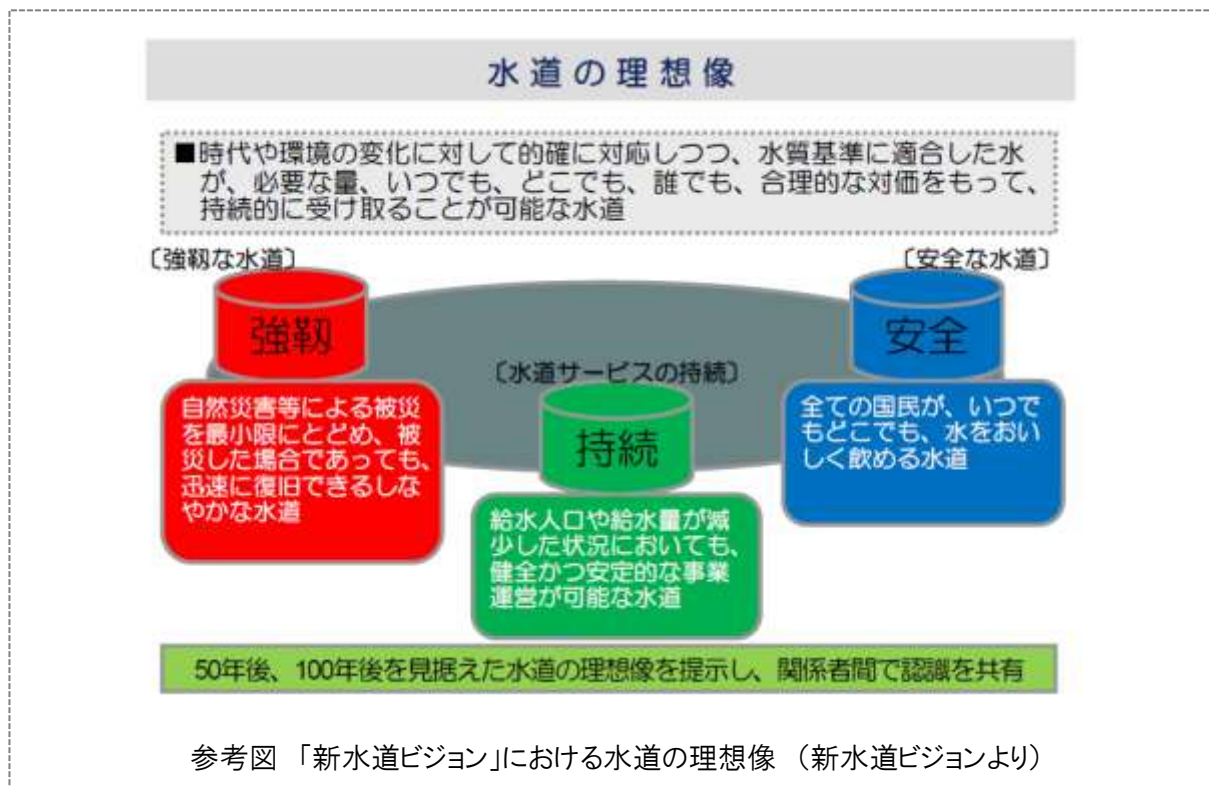 水道の理想像
■時代や環境の変化に対して的確に対応しつつ、水質基準に適合した水
が、必要な量、いつでも、どこでも、誰でも、合理的な対価をもって、
持続的に受け取ることが可能な水道
〔強靱な水道〕
〔安全な水道〕
強靱
安全
〔水道サービスの持続〕
持続
自然災害等による被災
を最小限にとどめ、被
災した場合であっても、
迅速に復旧できるしな
やかな水道
給水人口や給水量が減
少した状況においても、
健全かつ安定的な事業
運営が可能な水道
全ての国民が、いつで
もどこでも、水をおい
しく飲める水道
50年後、100年後を見据えた水道の理想像を提示し、関係者間で認識を共有
参考図 「新水道ビジョン」における水道の理想像 (新水道ビジョンより)